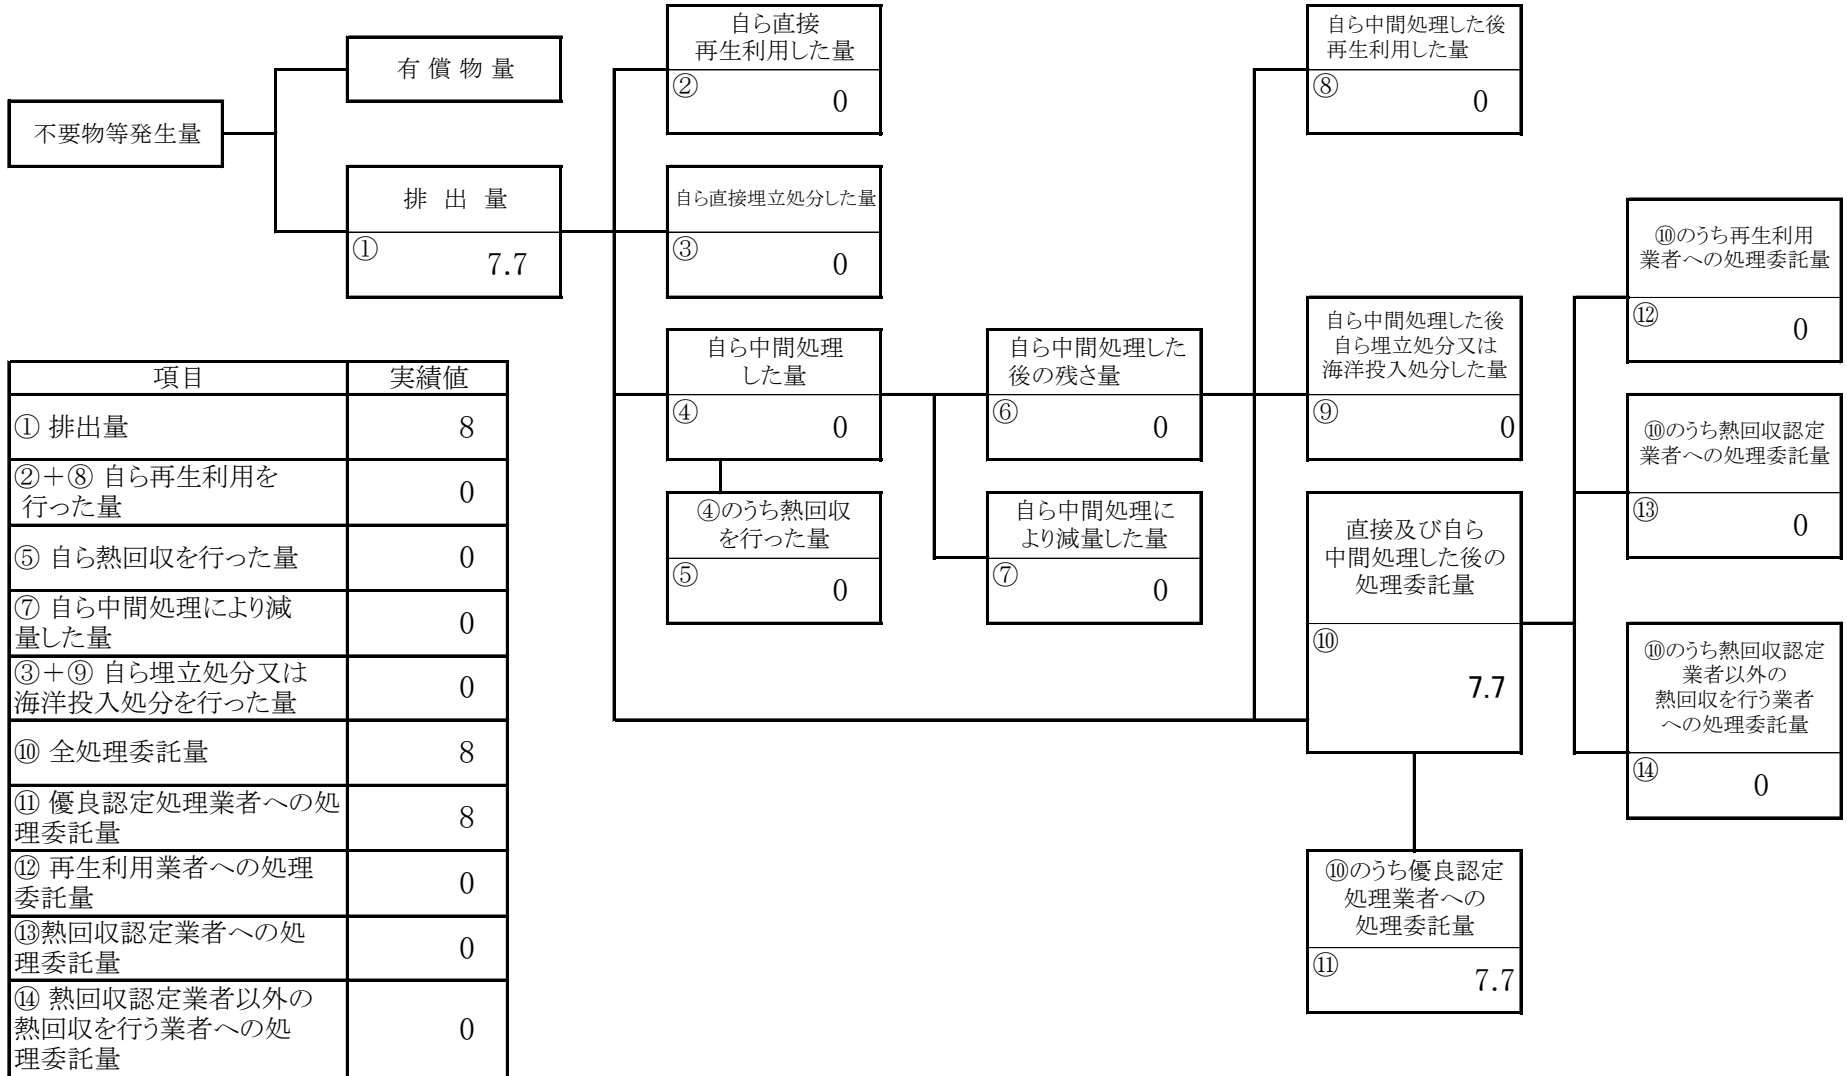 自ら直接
再生利用した量
②
0
自ら中間処理した後
再生利用した量
⑧
0
有 償 物 量
不要物等発生量
排 出 量
①
7.7
自ら直接埋立処分した量
③
0
⑩のうち再生利用
業者への処理委託量
⑫
0
自ら中間処理
した量
④
0
自ら中間処理した
後の残さ量
⑥
0
自ら中間処理した後
自ら埋立処分又は
海洋投入処分した量
⑨
0
⑩のうち熱回収認定
業者への処理委託量
⑬
0
④のうち熱回収
を行った量
⑤
0
自ら中間処理に
より減量した量
⑦
0
直接及び自ら
中間処理した後の
処理委託量
⑩
7.7
⑩のうち熱回収認定
業者以外の
熱回収を行う業者
への処理委託量
⑭
0
⑩のうち優良認定
処理業者への
処理委託量
⑪
7.7
項目 実績値
① 排出量 8
②＋⑧ 自ら再生利用を
行った量 0
⑤ 自ら熱回収を行った量 0
⑦ 自ら中間処理により減
量した量 0
③＋⑨ 自ら埋立処分又は
海洋投入処分を行った量 0
⑩ 全処理委託量 8
⑪ 優良認定処理業者への処
理委託量 8
⑫ 再生利用業者への処理
委託量 0
⑬熱回収認定業者への処
理委託量 0
⑭ 熱回収認定業者以外の
熱回収を行う業者への処
理委託量 0